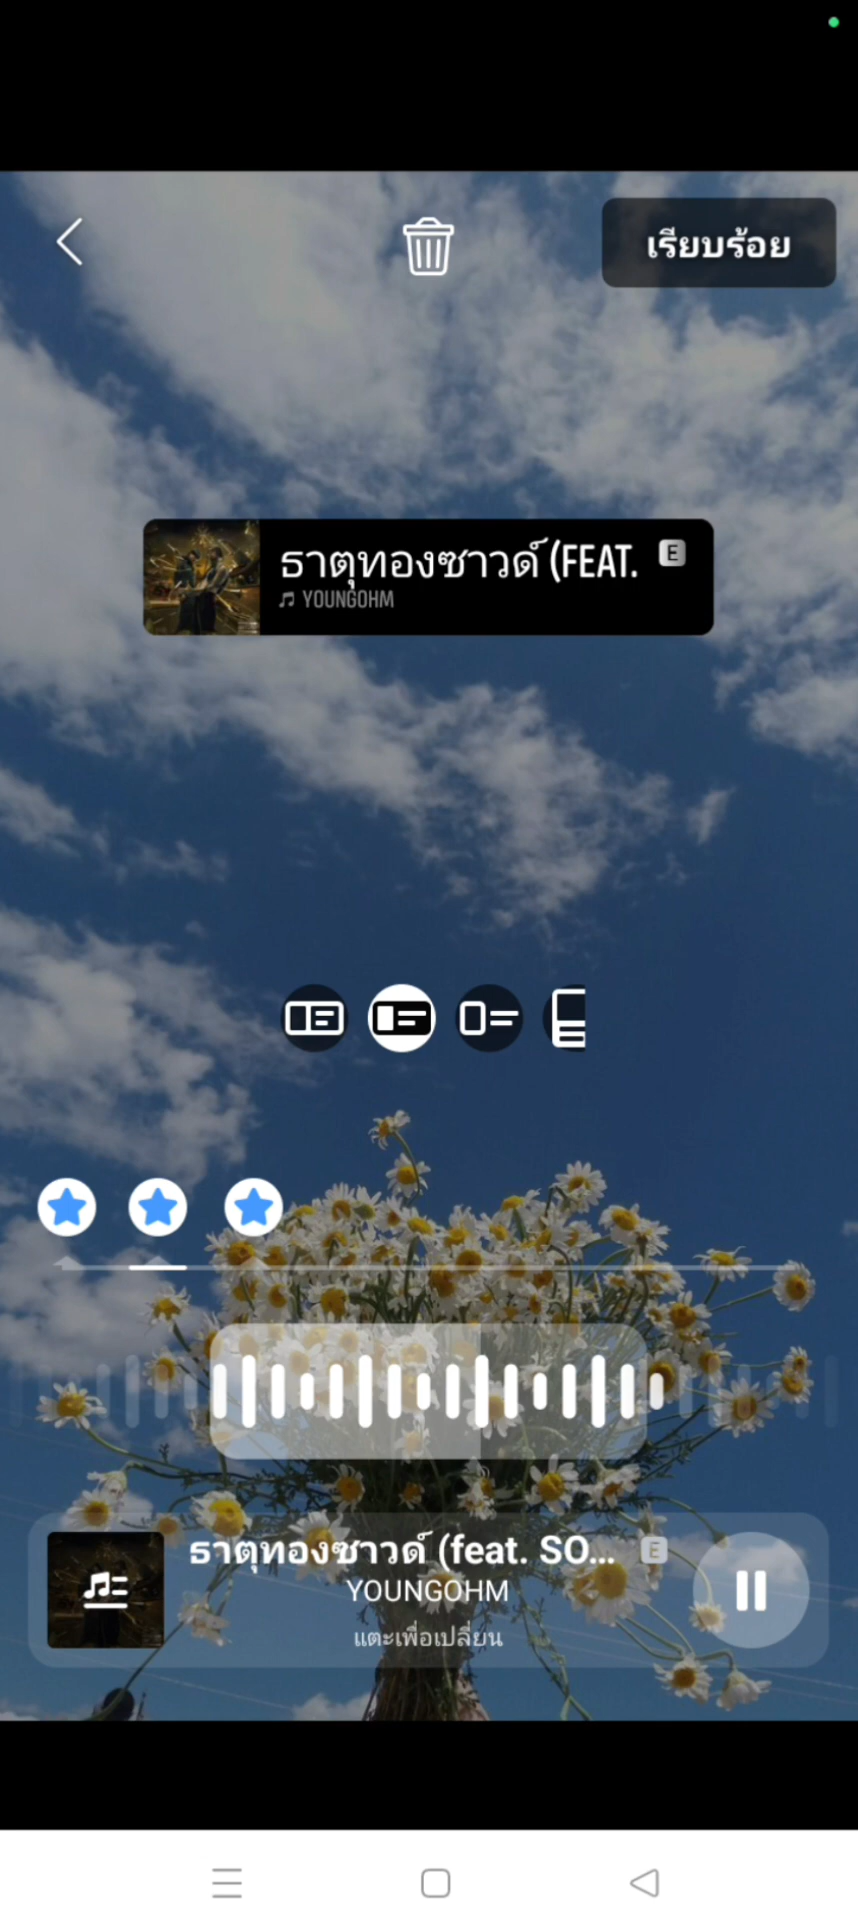 เรียบร้อย
ธาตุทองซาวด์ (FEAT. E
YOUNGOHM
ธาตุทองซาวด์ (feat. SO... E
YOUNGOHM
แตะเพื่อเปลี่ยน